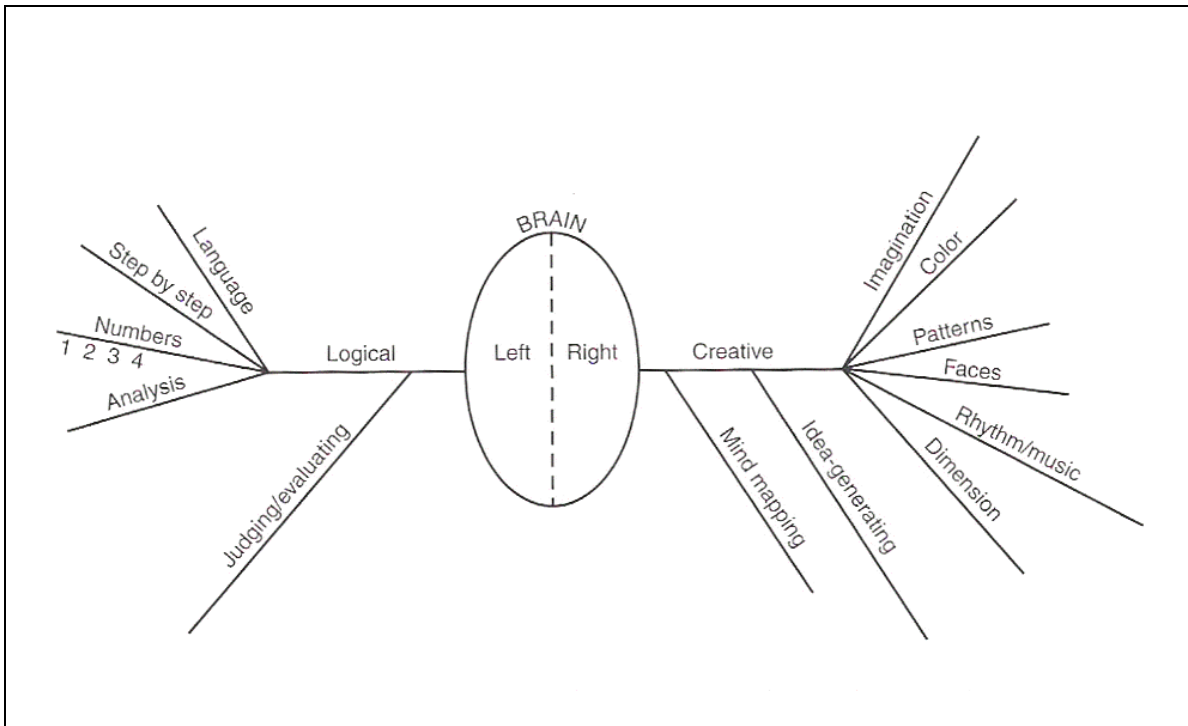 BRAIN
Left
Right
Logical
Language
Step by step
Numbers
1 2 3 4
Analysis
Judging/evaluating
Creative
Imagination
Color
Patterns
Faces
Rhythm/music
Dimension
Idea-generating
Mind mapping